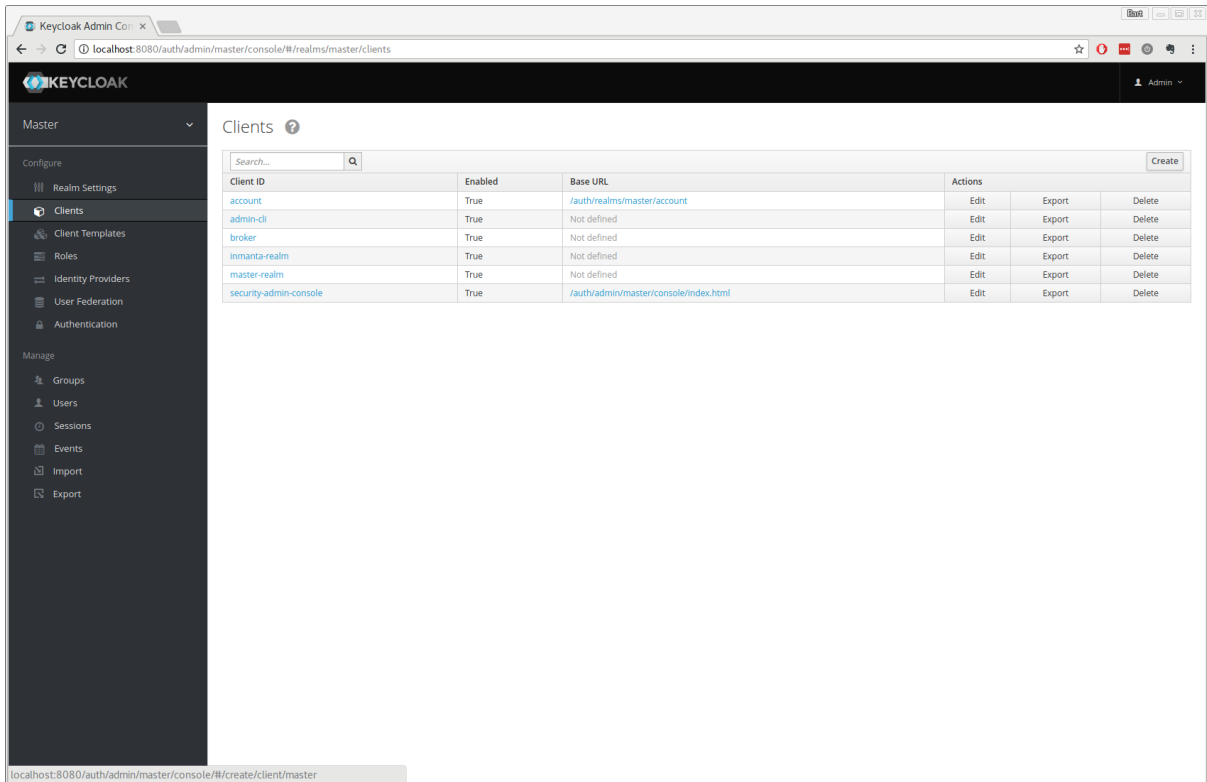 Bart
Keycloak Admin Con
localhost:8080/auth/admin/master/console/#/realms/master/clients
KEYCLOAK
Admin
Master
Clients
Configure
Search...
Create
Client ID Enabled Base URL Actions
Realm Settings
account True /auth/realms/master/account Edit Export Delete
Clients
admin-cli True Not defined Edit Export Delete
Client Templates
broker True Not defined Edit Export Delete
Roles
inmanta-realm True Not defined Edit Export Delete
Identity Providers
master-realm True Not defined Edit Export Delete
User Federation
security-admin-console True /auth/admin/master/console/index.html Edit Export Delete
Authentication
Manage
Groups
Users
Sessions
Events
Import
Export
localhost:8080/auth/admin/master/console/#/create/client/master